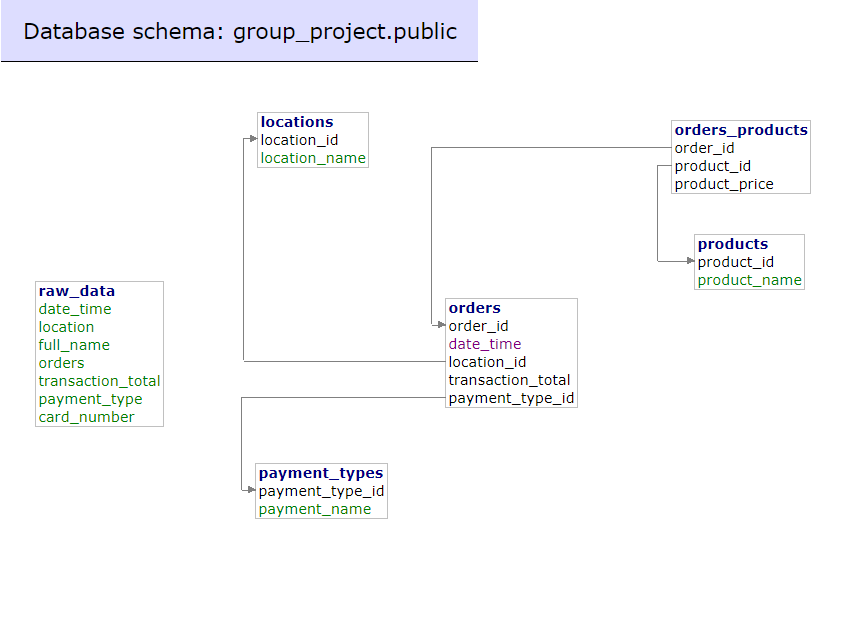 Database schema: group_project.public
locations
location_id
location_name
orders_products
order_id
product_id
product_price
products
product_id
product_name
raw_data
date_time
location
full_name
orders
transaction_total
payment_type
card_number
orders
order_id
date_time
location_id
transaction_total
payment_type_id
payment_types
payment_type_id
payment_name